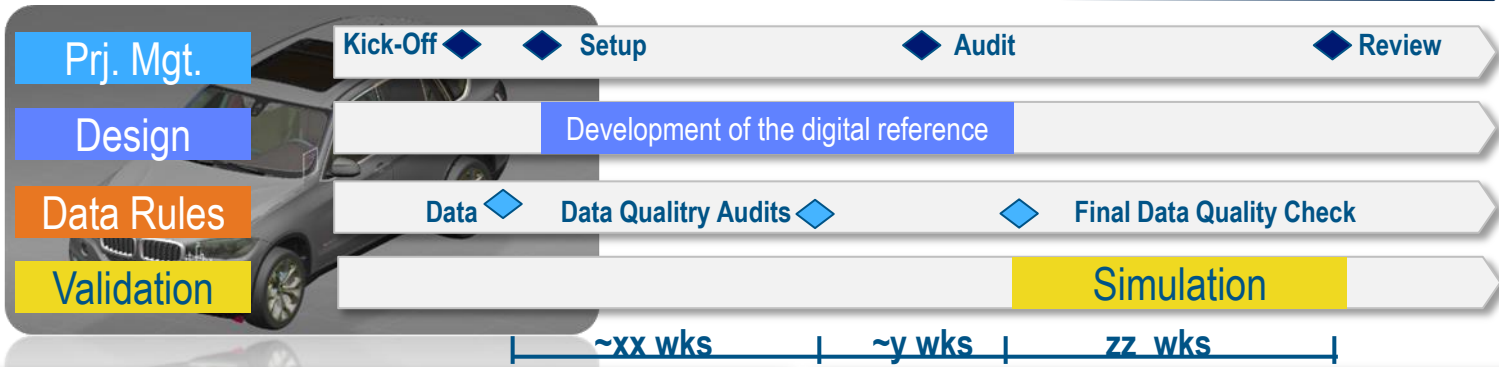 Prj. Mgt.
Kick-Off Setup Audit Review
Design
Development of the digital reference
Data Rules
Data Data Qualitry Audits Final Data Quality Check
Validation
Simulation
~xx wks ~y wks zz wks